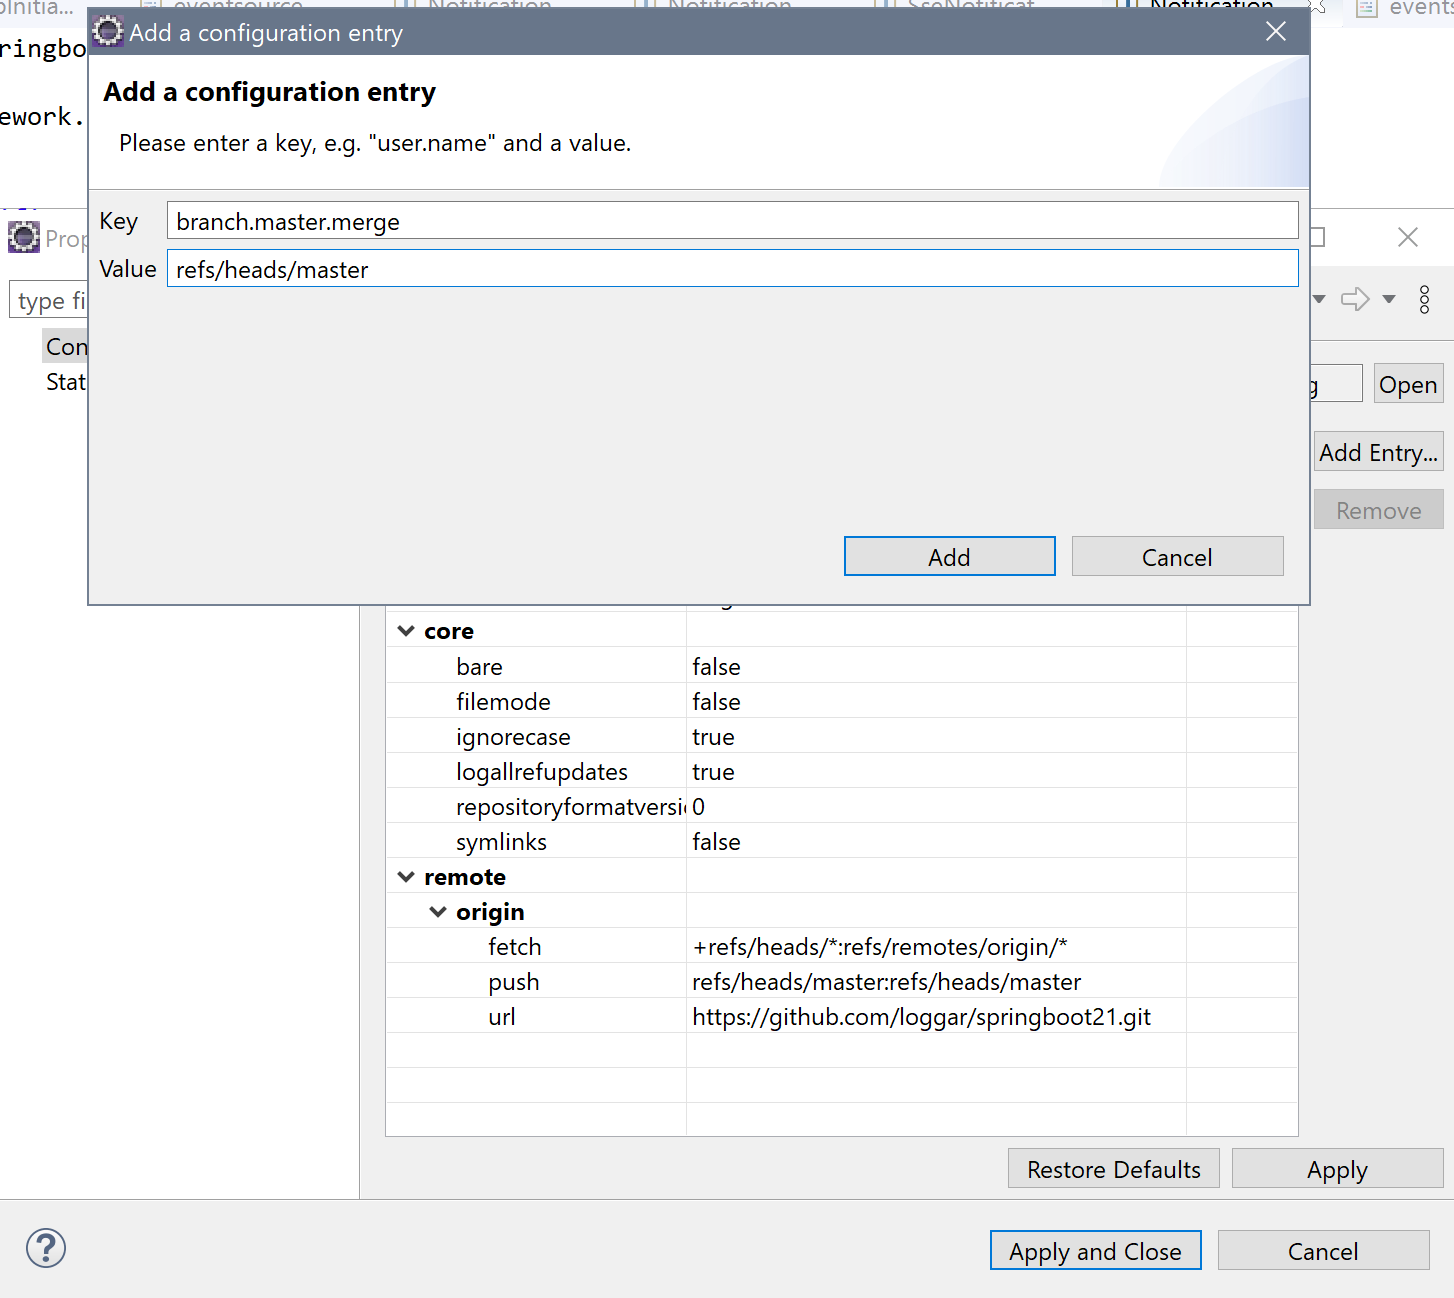 eventsource
Notification
Notification
SseNotificat
Notification
events
Add a configuration entry
Add a configuration entry
Please enter a key, e.g. "user.name" and a value.
Key
branch.master.merge
Value
refs/heads/master
Add
Cancel
ringbo
ework.
Prop
type fi
Con
Stat
g
Open
Add Entry...
Remove
core
bare false
filemode false
ignorecase true
logallrefupdates true
repositoryformatversi 0
symlinks false
remote
origin
fetch +refs/heads/*:refs/remotes/origin/*
push refs/heads/master:refs/heads/master
url https://github.com/loggar/springboot21.git
Restore Defaults
Apply
?
Apply and Close
Cancel